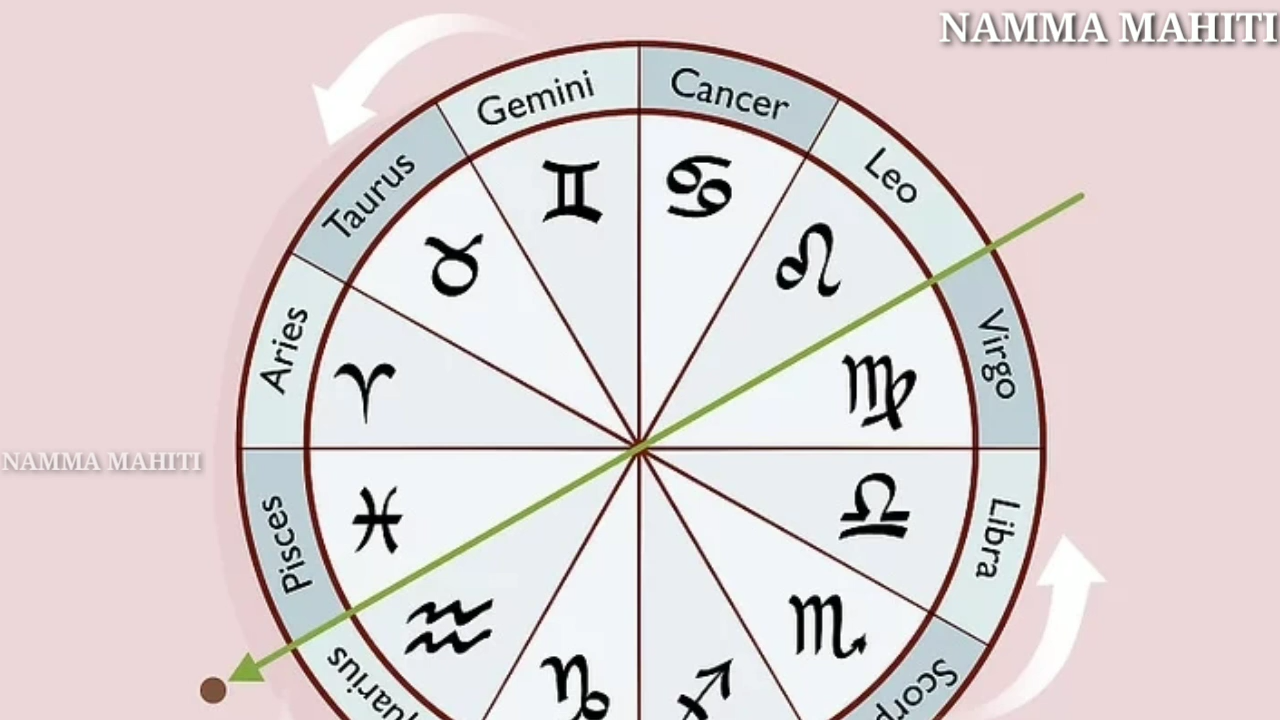 NAMMA MAHITI
Gemini
Cancer
Taurus
Leo
Aries
Virgo
NAMMA MAHITI
Pisces
Libra